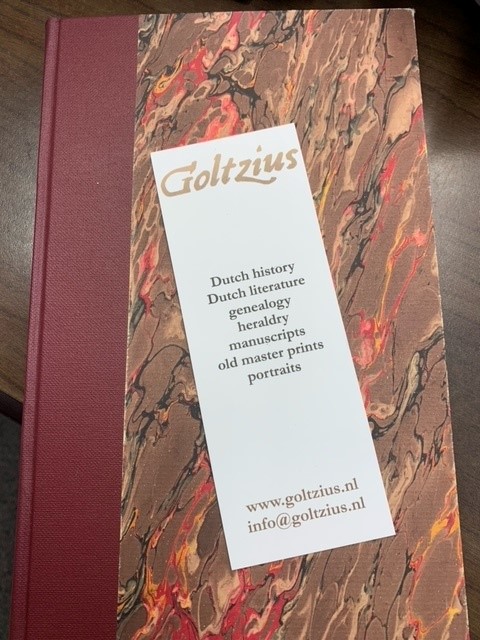 Goltzius
Dutch history
Dutch literature
genealogy
heraldry
manuscripts
old master prints
portraits
www.goltzius.nl
info@goltzius.nl